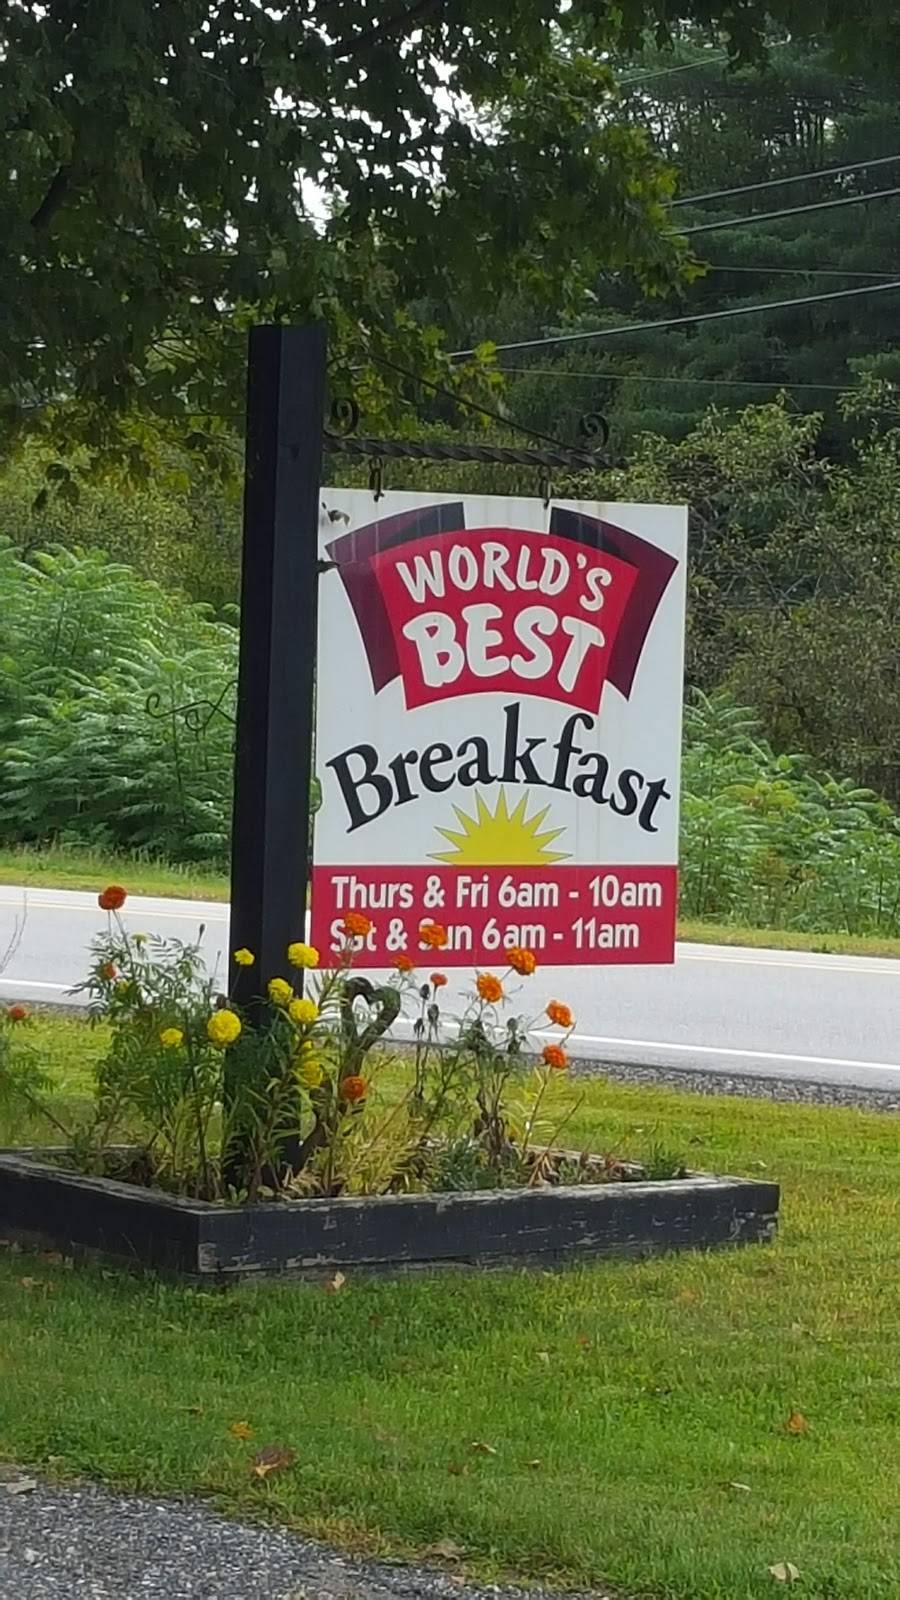 WORLD'S
BEST
Breakfast
Thurs & Fri 6am - 10am
Sat & Sun 6am - 11am